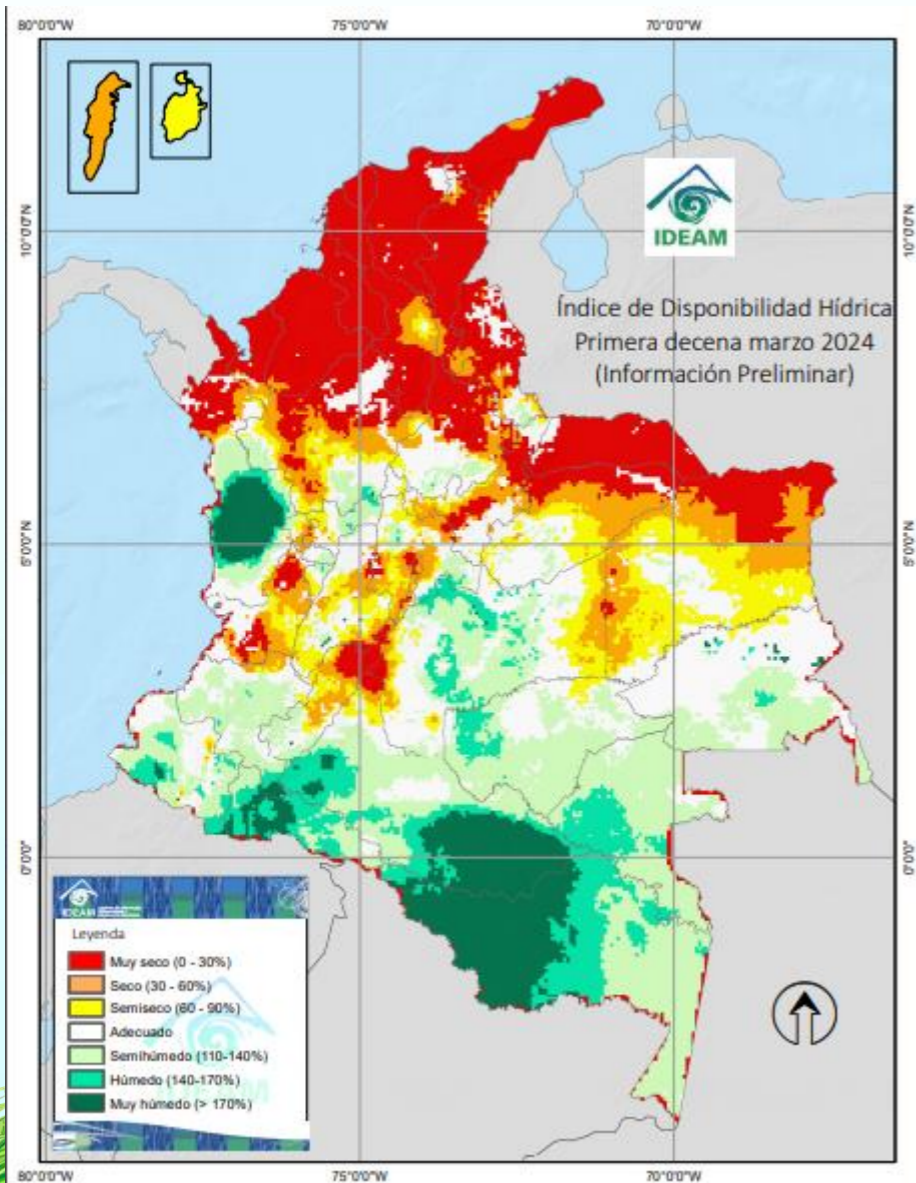 80°0'0"W
75°0'0"W
70°0'0"W
10°0'0"N
10°0'0"N
IDEAM
Índice de Disponibilidad Hídrica
Primera decena marzo 2024
(Información Preliminar)
5°0'0"N
5°0'0"N
0°0'0"
0°0'0"
IDEAM
Leyenda
Muy seco (0 - 30%)
Seco (30 - 60%)
Semiseco (60 - 90%)
Adecuado
Semihúmedo (110-140%)
Húmedo (140-170%)
Muy húmedo (> 170%)
80°0'0"W
75°0'0"W
70°0'0"W